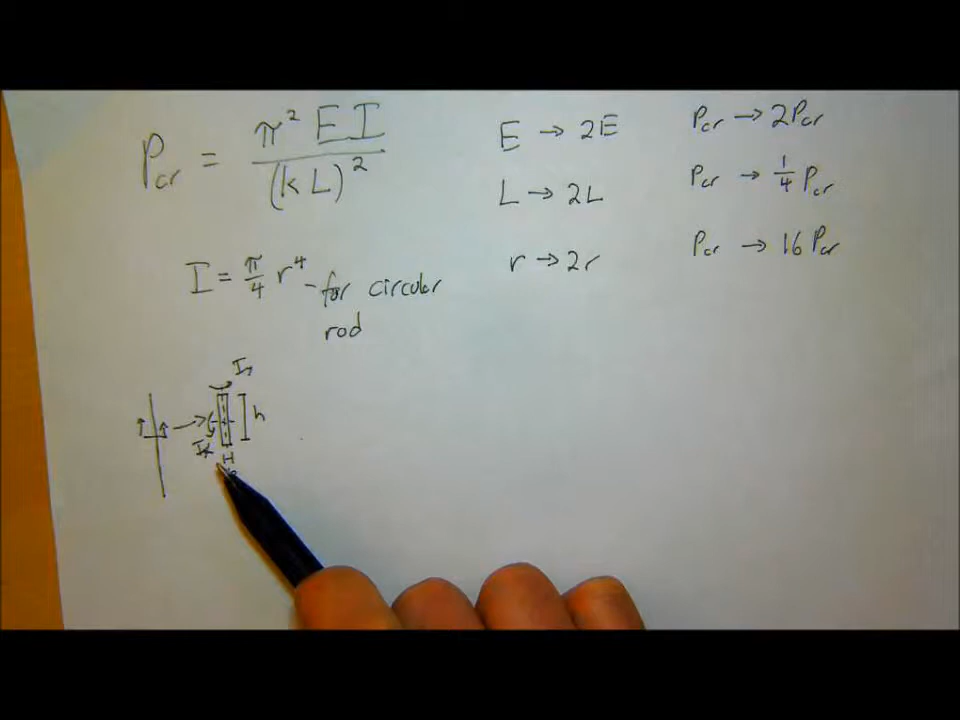 Pcr = π² E I / (k L)²
E → 2E Pcr → 2Pcr
L → 2L Pcr → 1/4 Pcr
r → 2r Pcr → 16 Pcr
I = π/4 r⁴ - for circular
rod
h